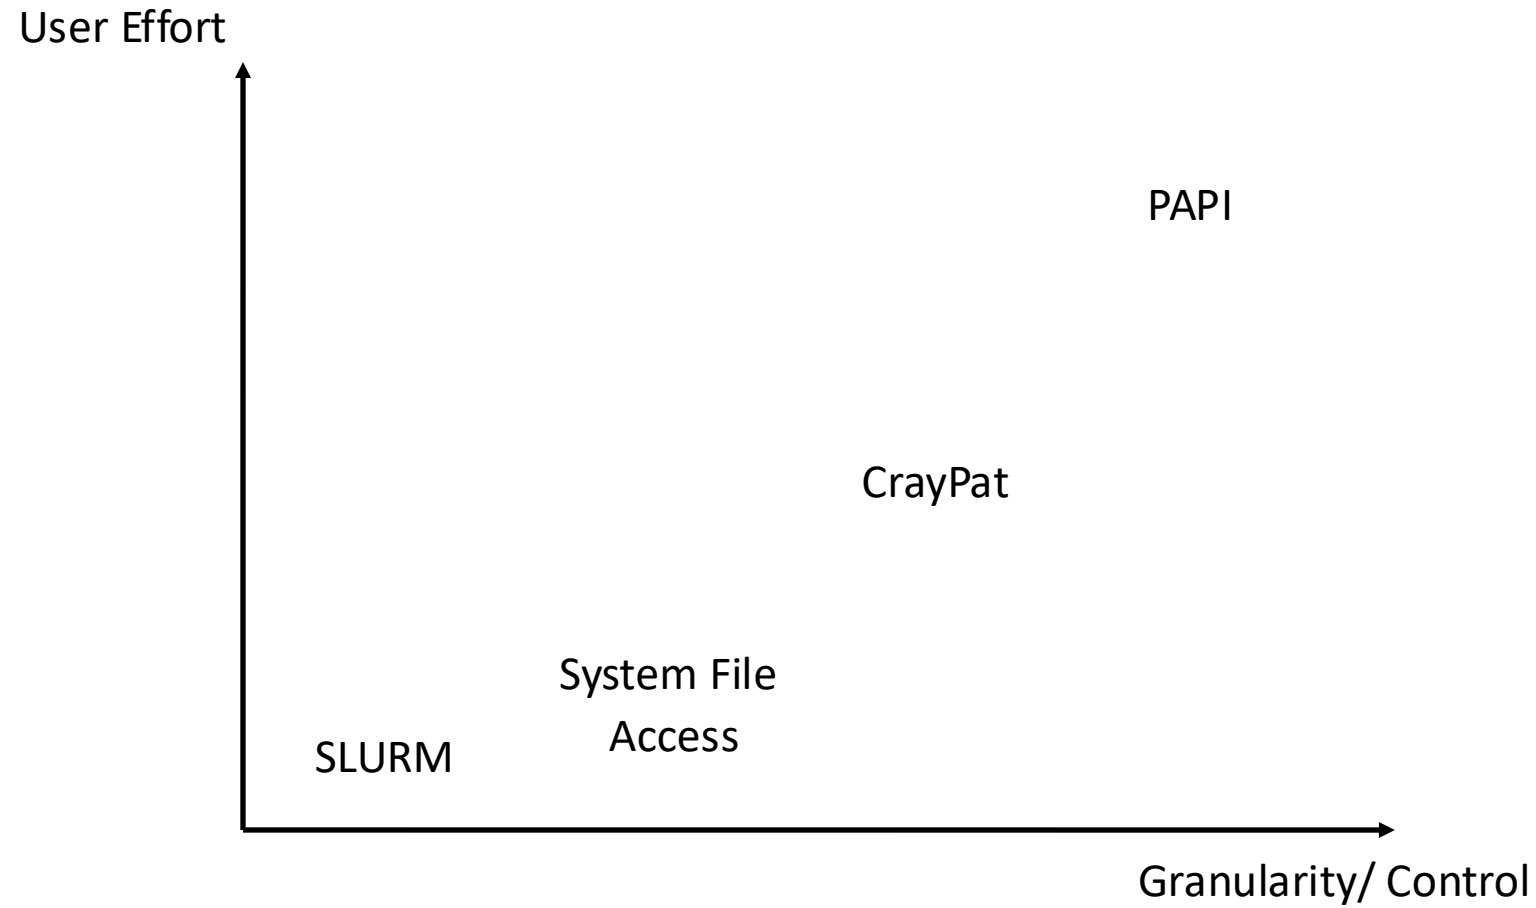 User Effort
PAPI
CrayPat
System File
Access
SLURM
Granularity/ Control